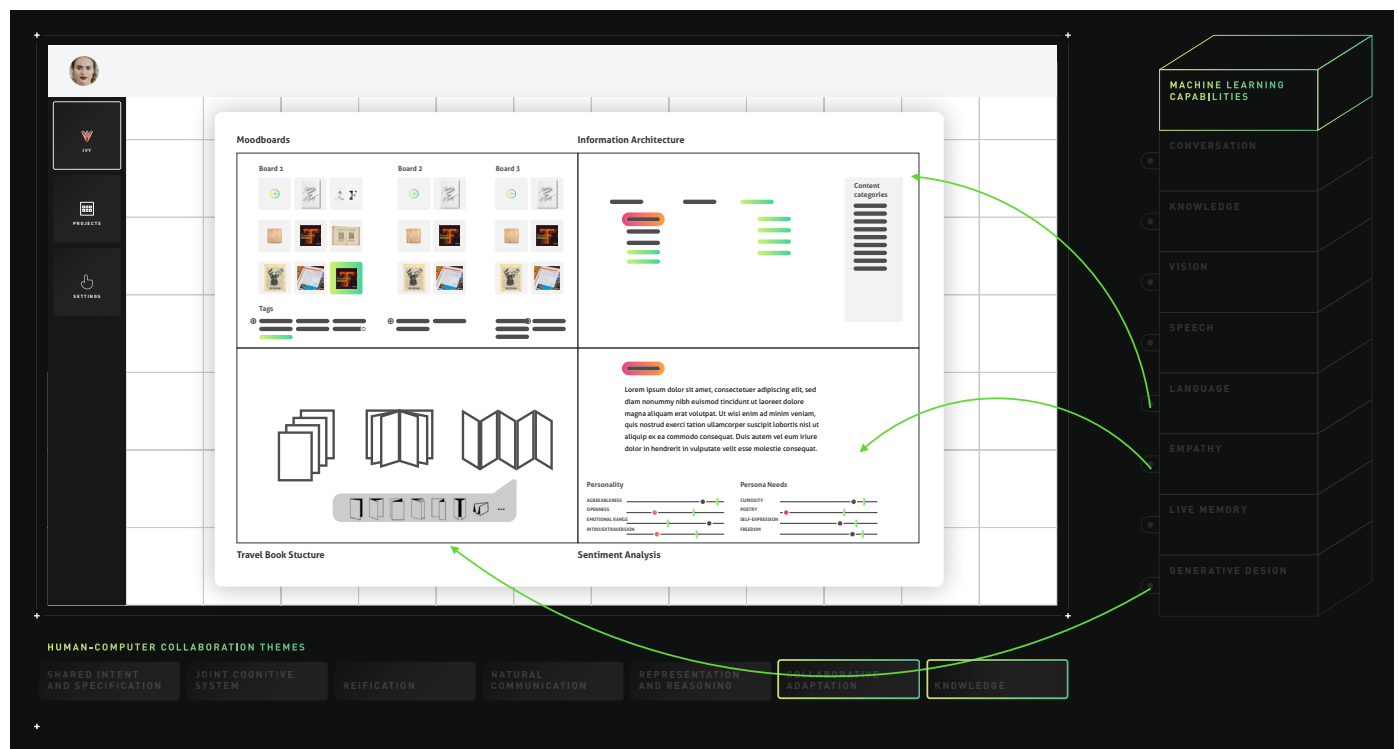 MACHINE LEARNING
CAPABILITIES
CONVERSATION
KNOWLEDGE
VISION
SPEECH
LANGUAGE
EMPATHY
LIVE MEMORY
GENERATIVE DESIGN
IVY
PROJECTS
SETTINGS
Moodboards
Board 1
Board 2
Board 3
Tags
Information Architecture
Content
categories
Lorem ipsum dolor sit amet, consectetuer adipiscing elit, sed
diam nonummy nibh euismod tincidunt ut laoreet dolore
magna aliquam erat volutpat. Ut wisi enim ad minim veniam,
quis nostrud exerci tation ullamcorper suscipit lobortis nisl ut
aliquip ex ea commodo consequat. Duis autem vel eum iriure
dolor in hendrerit in vulputate velit esse molestie consequat.
Personality
AGREEABLENESS
OPENNESS
EMOTIONAL RANGE
INTRO/EXTRAVERSION
Persona Needs
CURIOSITY
POETRY
SELF-EXPRESSION
FREEDOM
...
Travel Book Stucture
Sentiment Analysis
HUMAN-COMPUTER COLLABORATION THEMES
SHARED INTENT
AND SPECIFICATION
JOINT COGNITIVE
SYSTEM
REIFICATION
NATURAL
COMMUNICATION
REPRESENTATION
AND REASONING
COLLABORATIVE
ADAPTATION
KNOWLEDGE